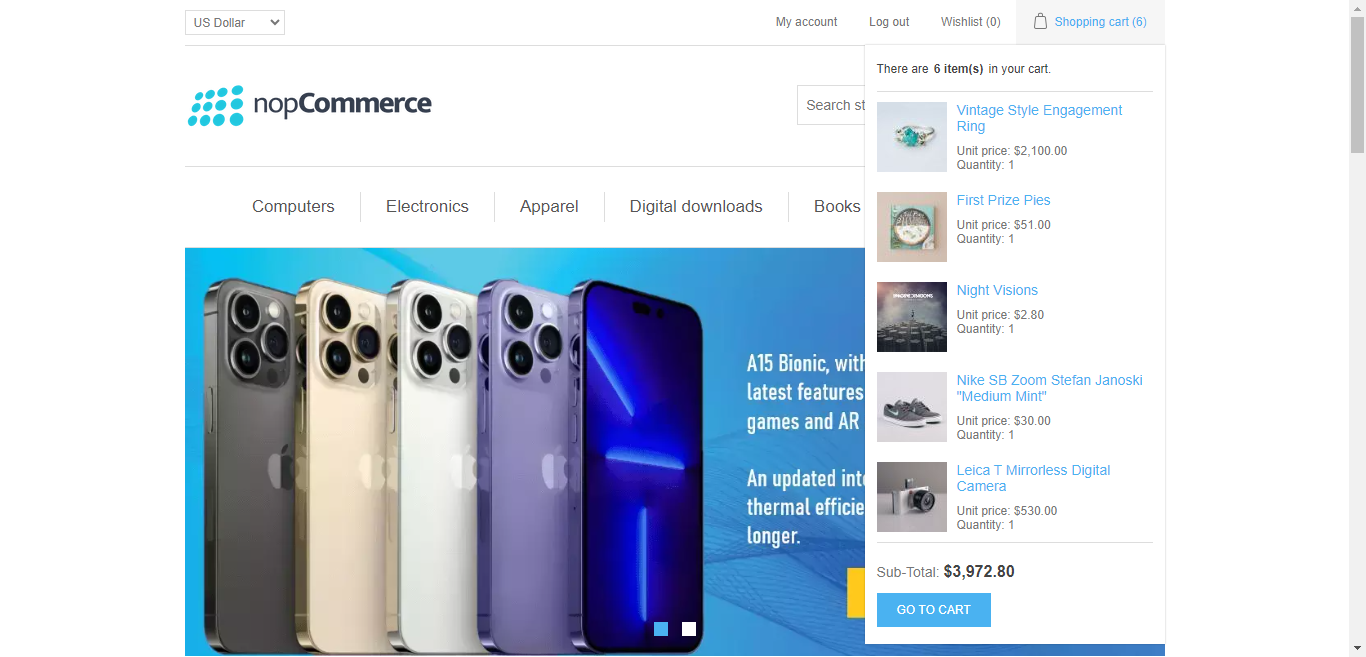 US Dollar
My account
Log out
Wishlist (0)
Shopping cart (6)
There are 6 item(s) in your cart.
nopCommerce
Search st
Vintage Style Engagement
Ring
Unit price: $2,100.00
Quantity: 1
Computers
Electronics
Apparel
Digital downloads
Books
First Prize Pies
Unit price: $51.00
Quantity: 1
Night Visions
Unit price: $2.80
Quantity: 1
Nike SB Zoom Stefan Janoski
"Medium Mint"
Unit price: $30.00
Quantity: 1
Leica T Mirrorless Digital
Camera
Unit price: $530.00
Quantity: 1
Sub-Total: $3,972.80
GO TO CART
A15 Bionic, with
latest features
games and AR
An updated inte
thermal efficie
longer.